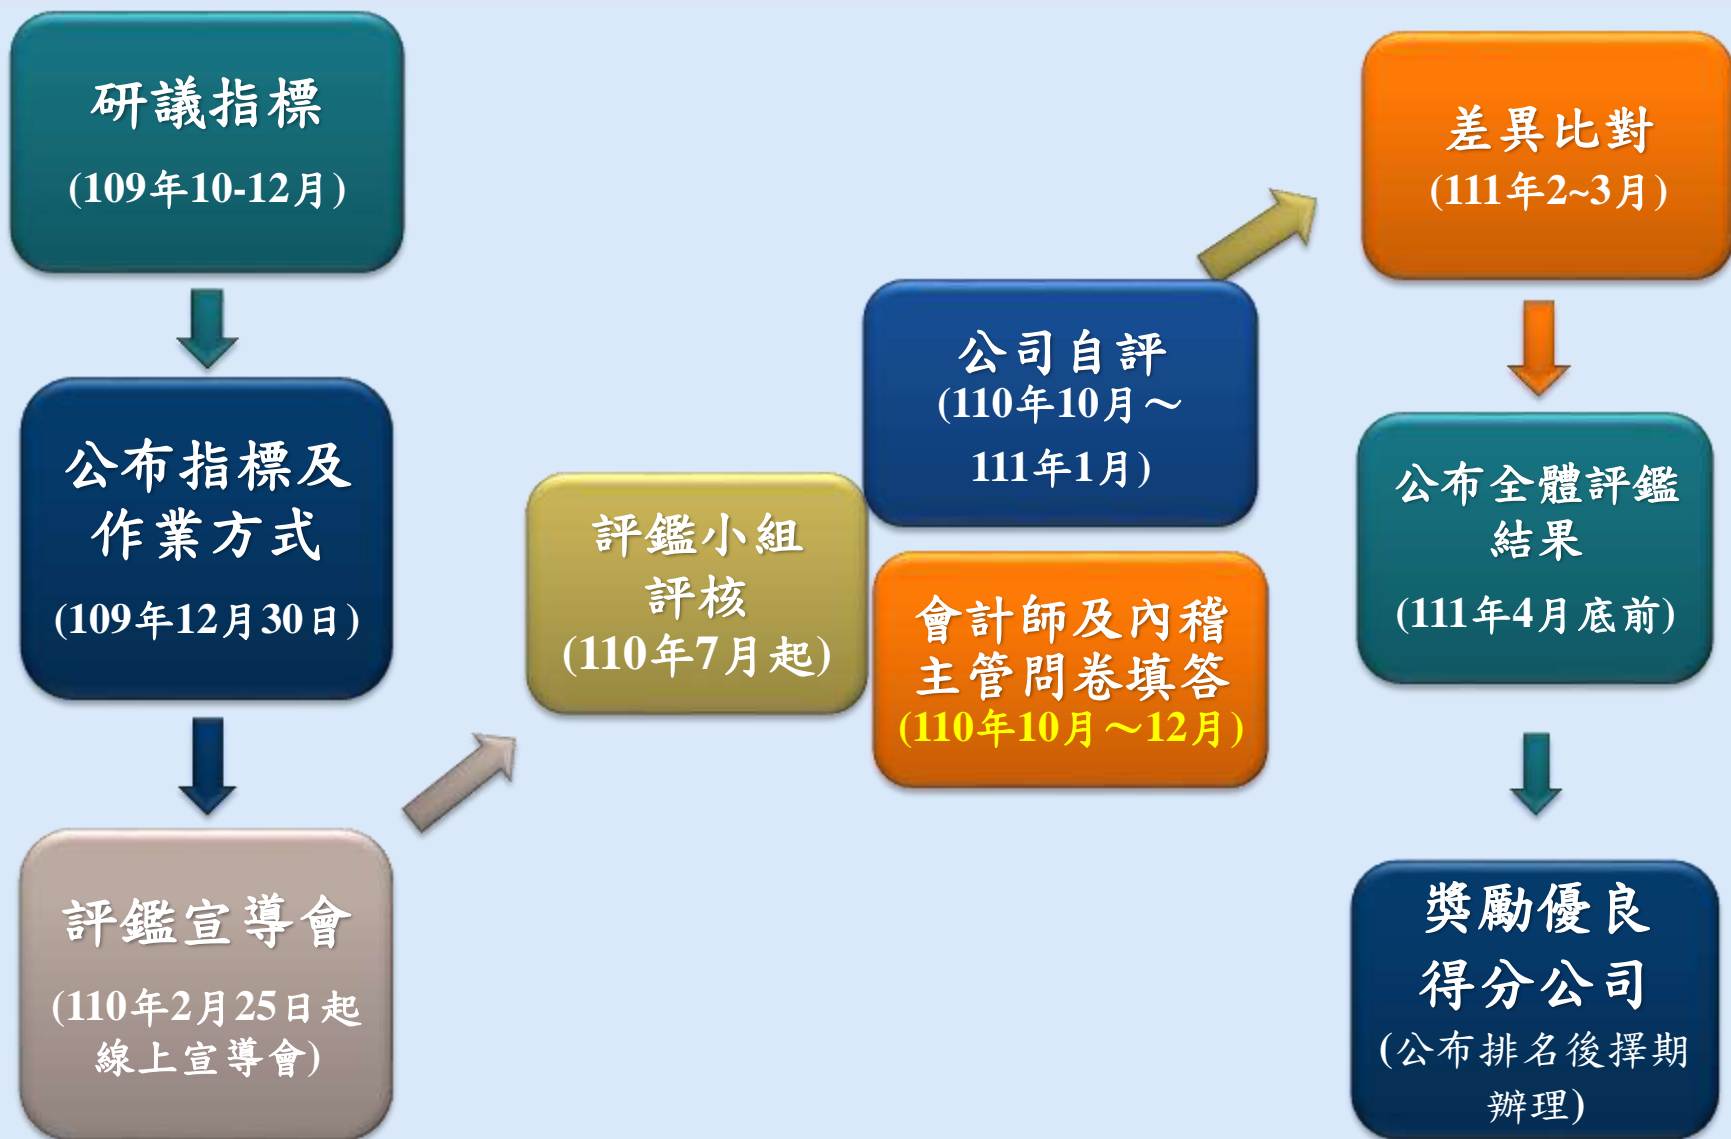 研議指標
(109年10-12月)
公布指標及
作業方式
(109年12月30日)
評鑑宣導會
(110年2月25日起
線上宣導會)
評鑑小組
評核
(110年7月起)
公司自評
(110年10月～
111年1月)
會計師及內稽
主管問卷填答
(110年10月～12月)
差異比對
(111年2~3月)
公布全體評鑑
結果
(111年4月底前)
獎勵優良
得分公司
(公布排名後擇期
辦理)